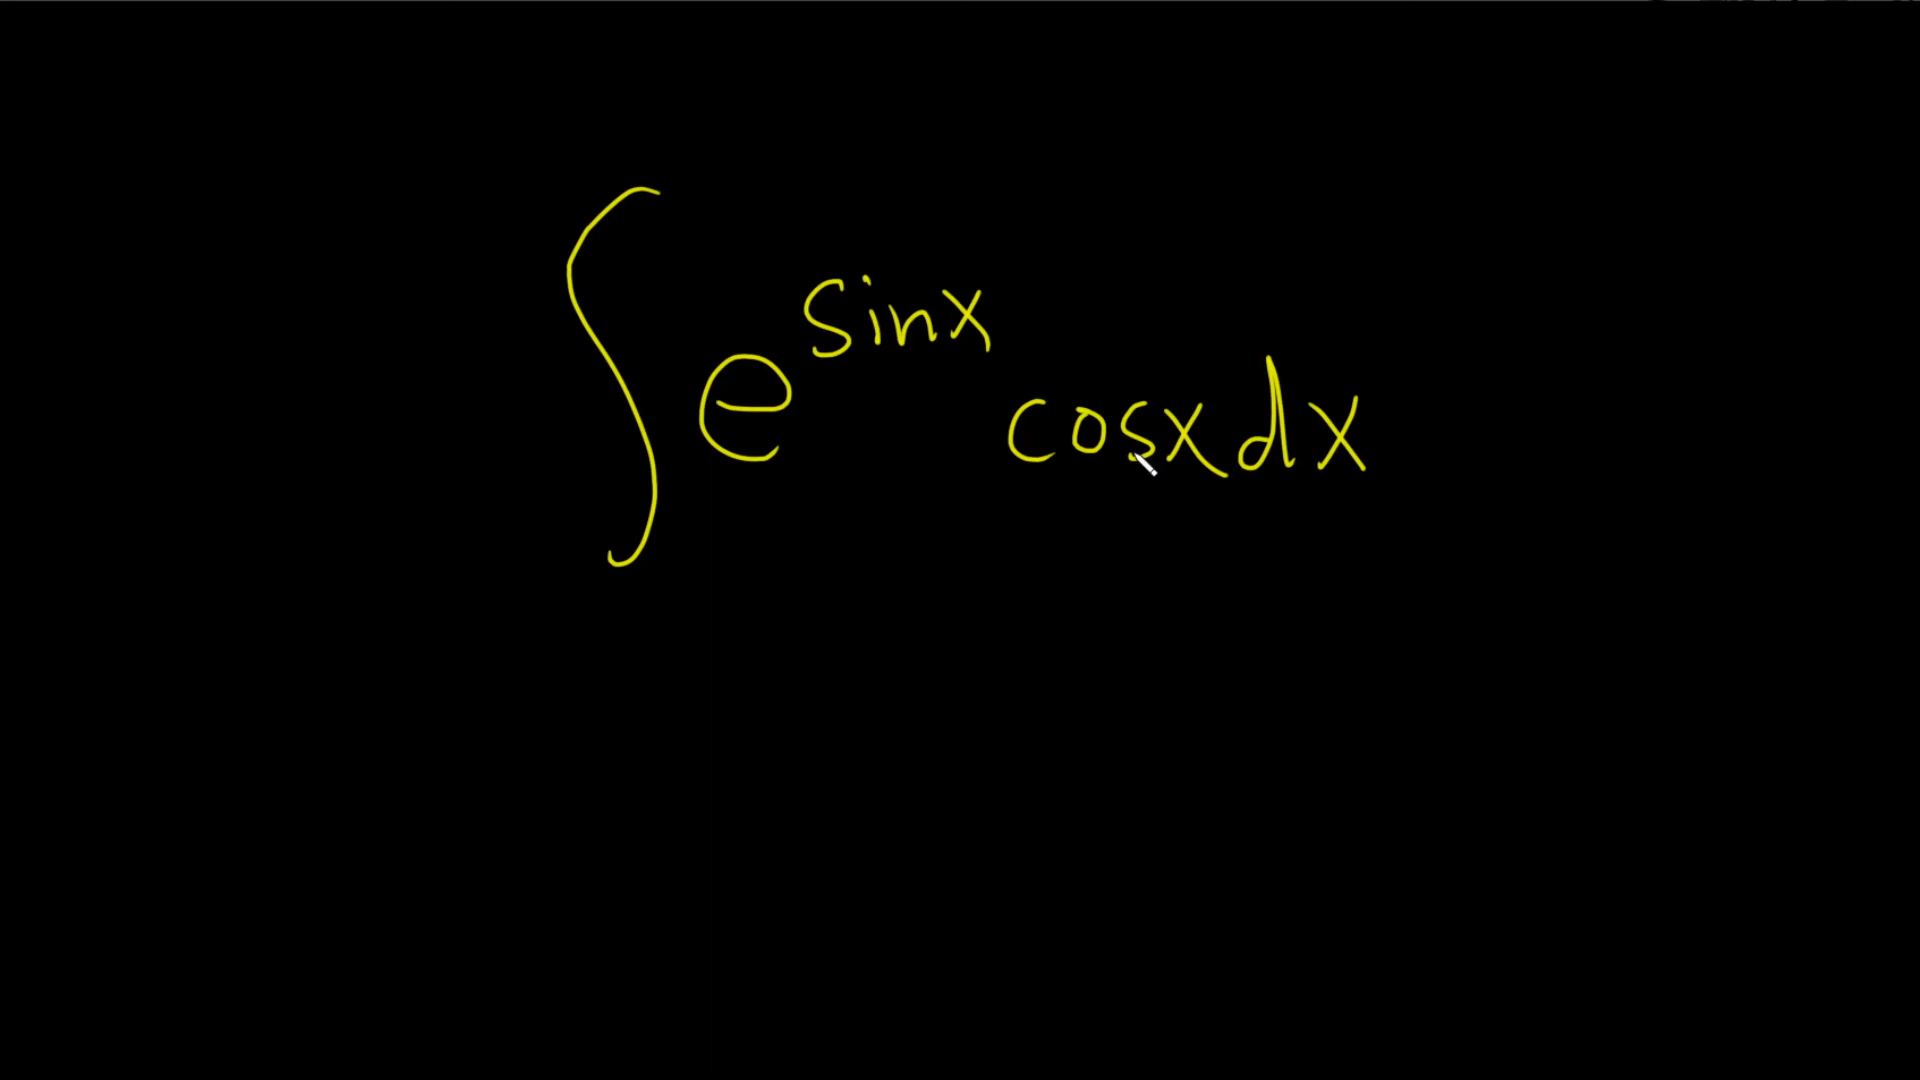 ∫ e^sinx cosx dx